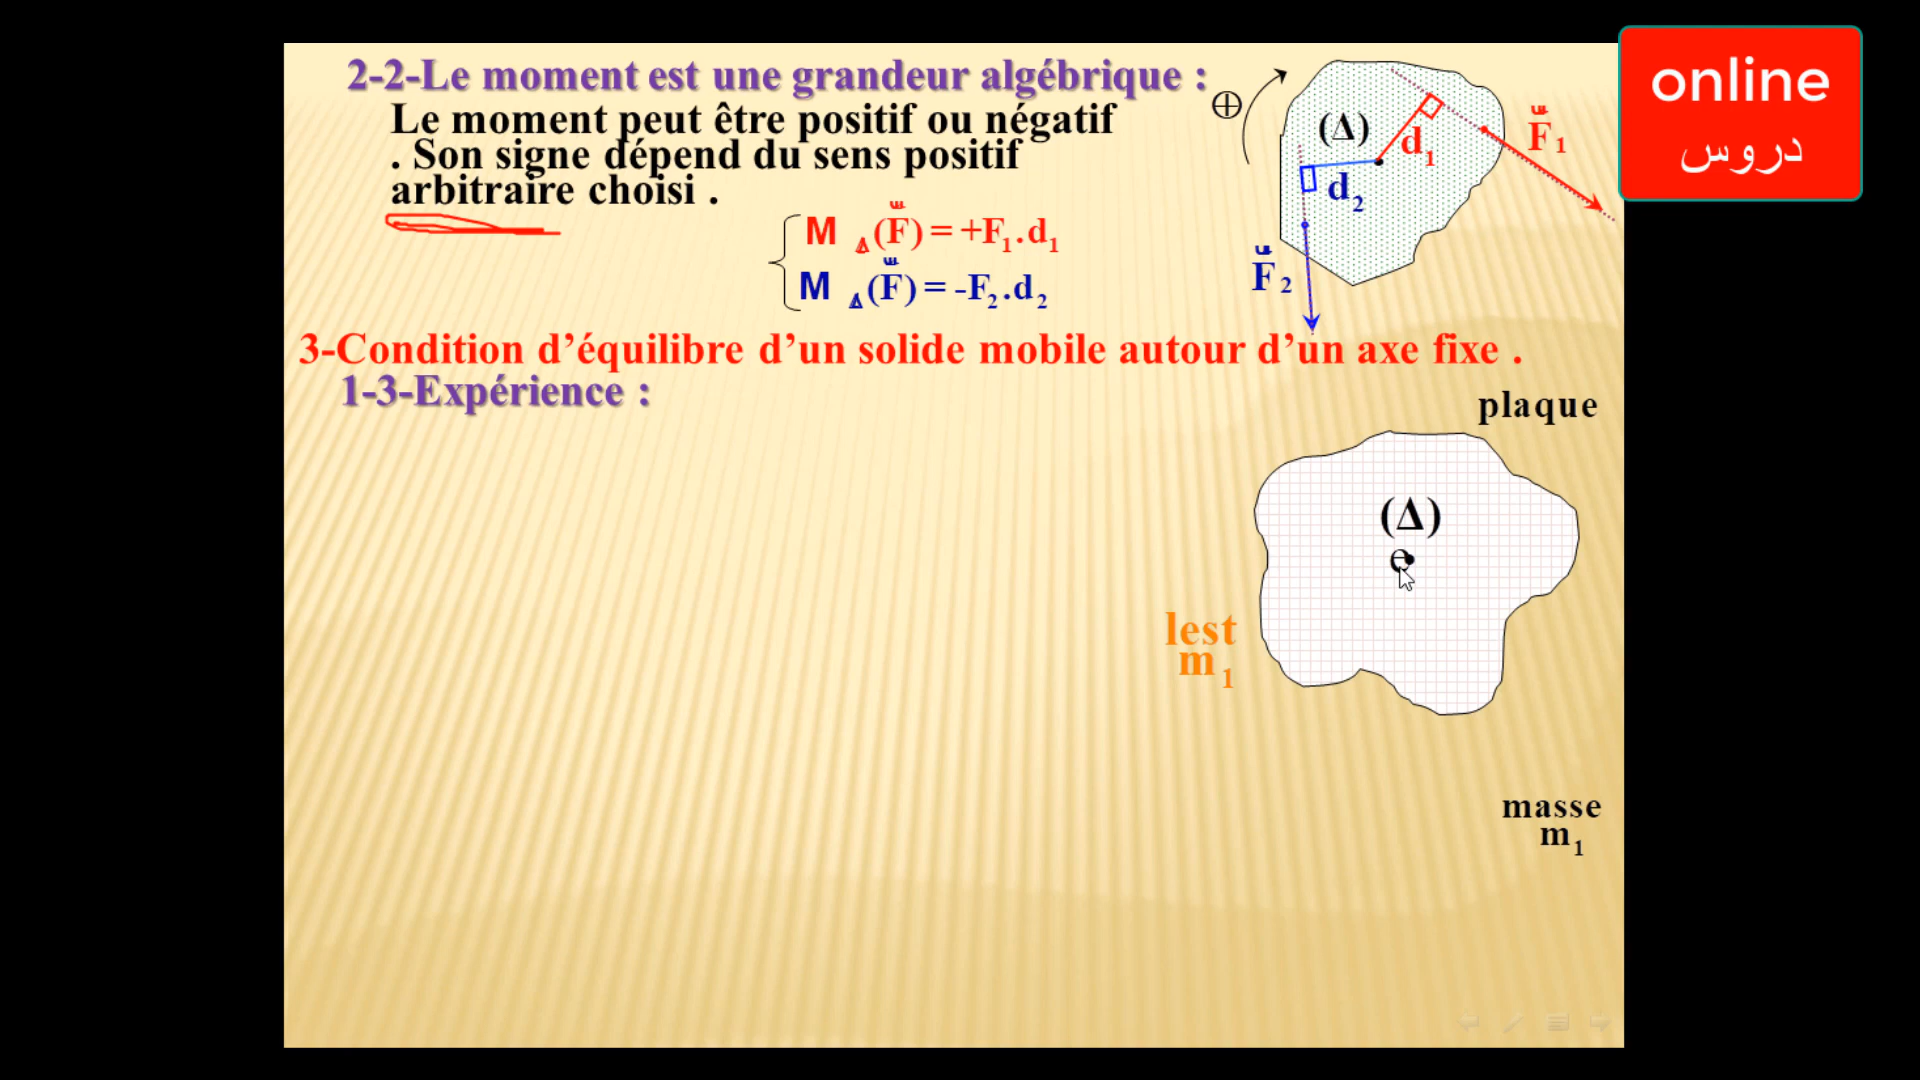 2-2-Le moment est une grandeur algébrique :
Le moment peut être positif ou négatif
. Son signe dépend du sens positif
arbitraire choisi .
M Δ(F) = +F1.d1
M Δ(F) = -F2.d2
(Δ)
d1
d2
F1
F2
online
دروس
3-Condition d’équilibre d’un solide mobile autour d’un axe fixe .
1-3-Expérience :
plaque
(Δ)
lest
m1
masse
m1